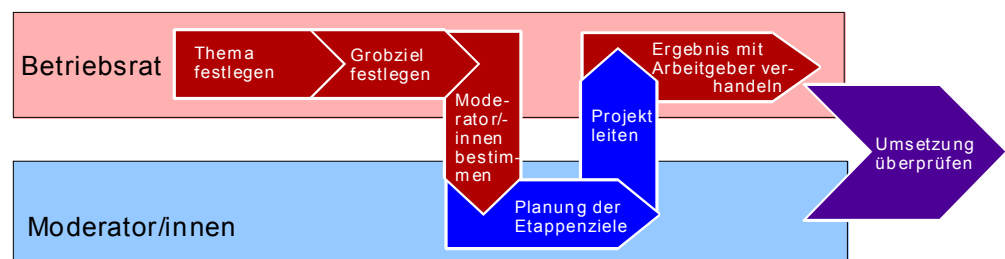 Betriebsrat
Thema
festlegen
Grobziel
festlegen
Mode-
rator/-
innen
bestim-
men
Planung der
Etappenziele
Projekt
leiten
Ergebnis mit
Arbeitgeber ver-
handeln
Umsetzung
überprüfen
Moderator/innen